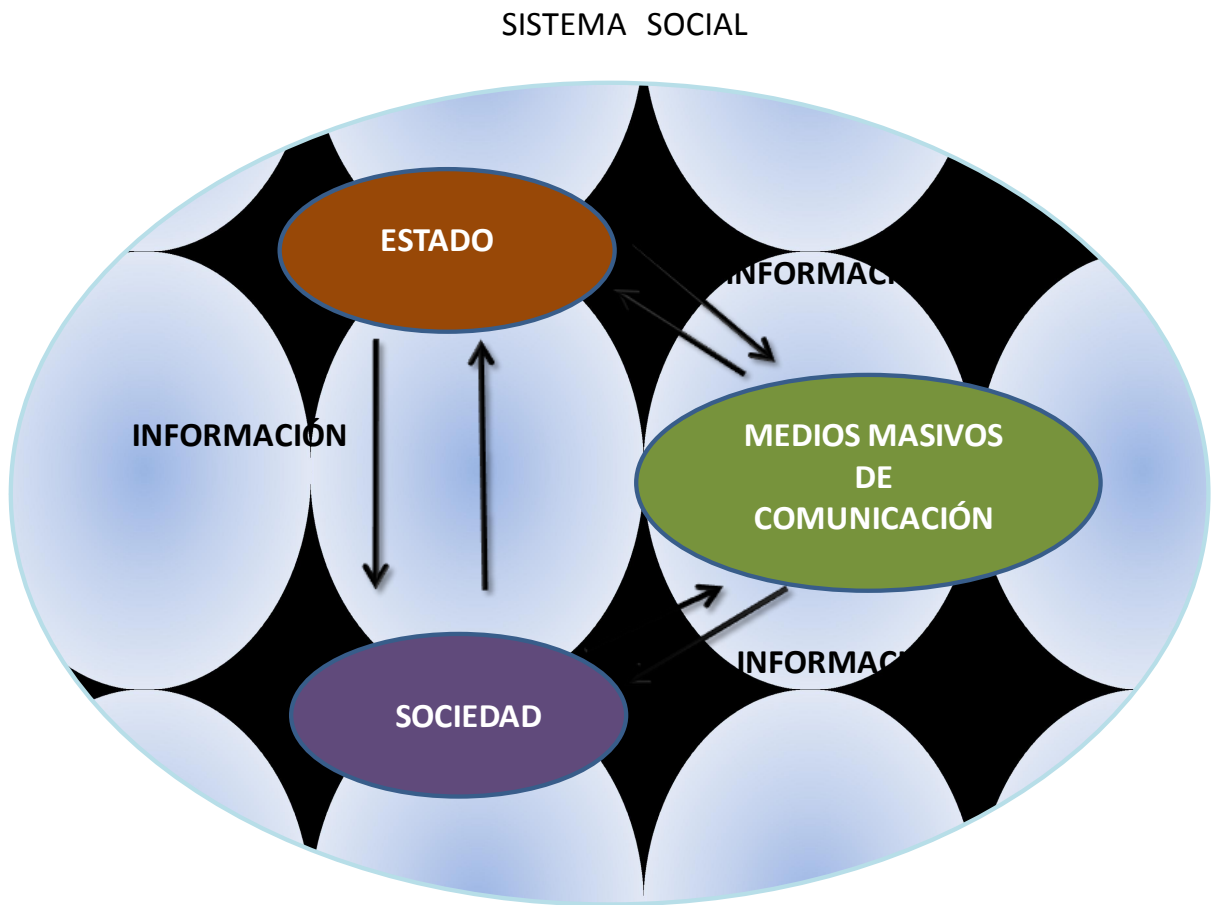 SISTEMA SOCIAL
ESTADO
INFORMACI
INFORMACIÓN
MEDIOS MASIVOS
DE
COMUNICACIÓN
INFORMACI
SOCIEDAD